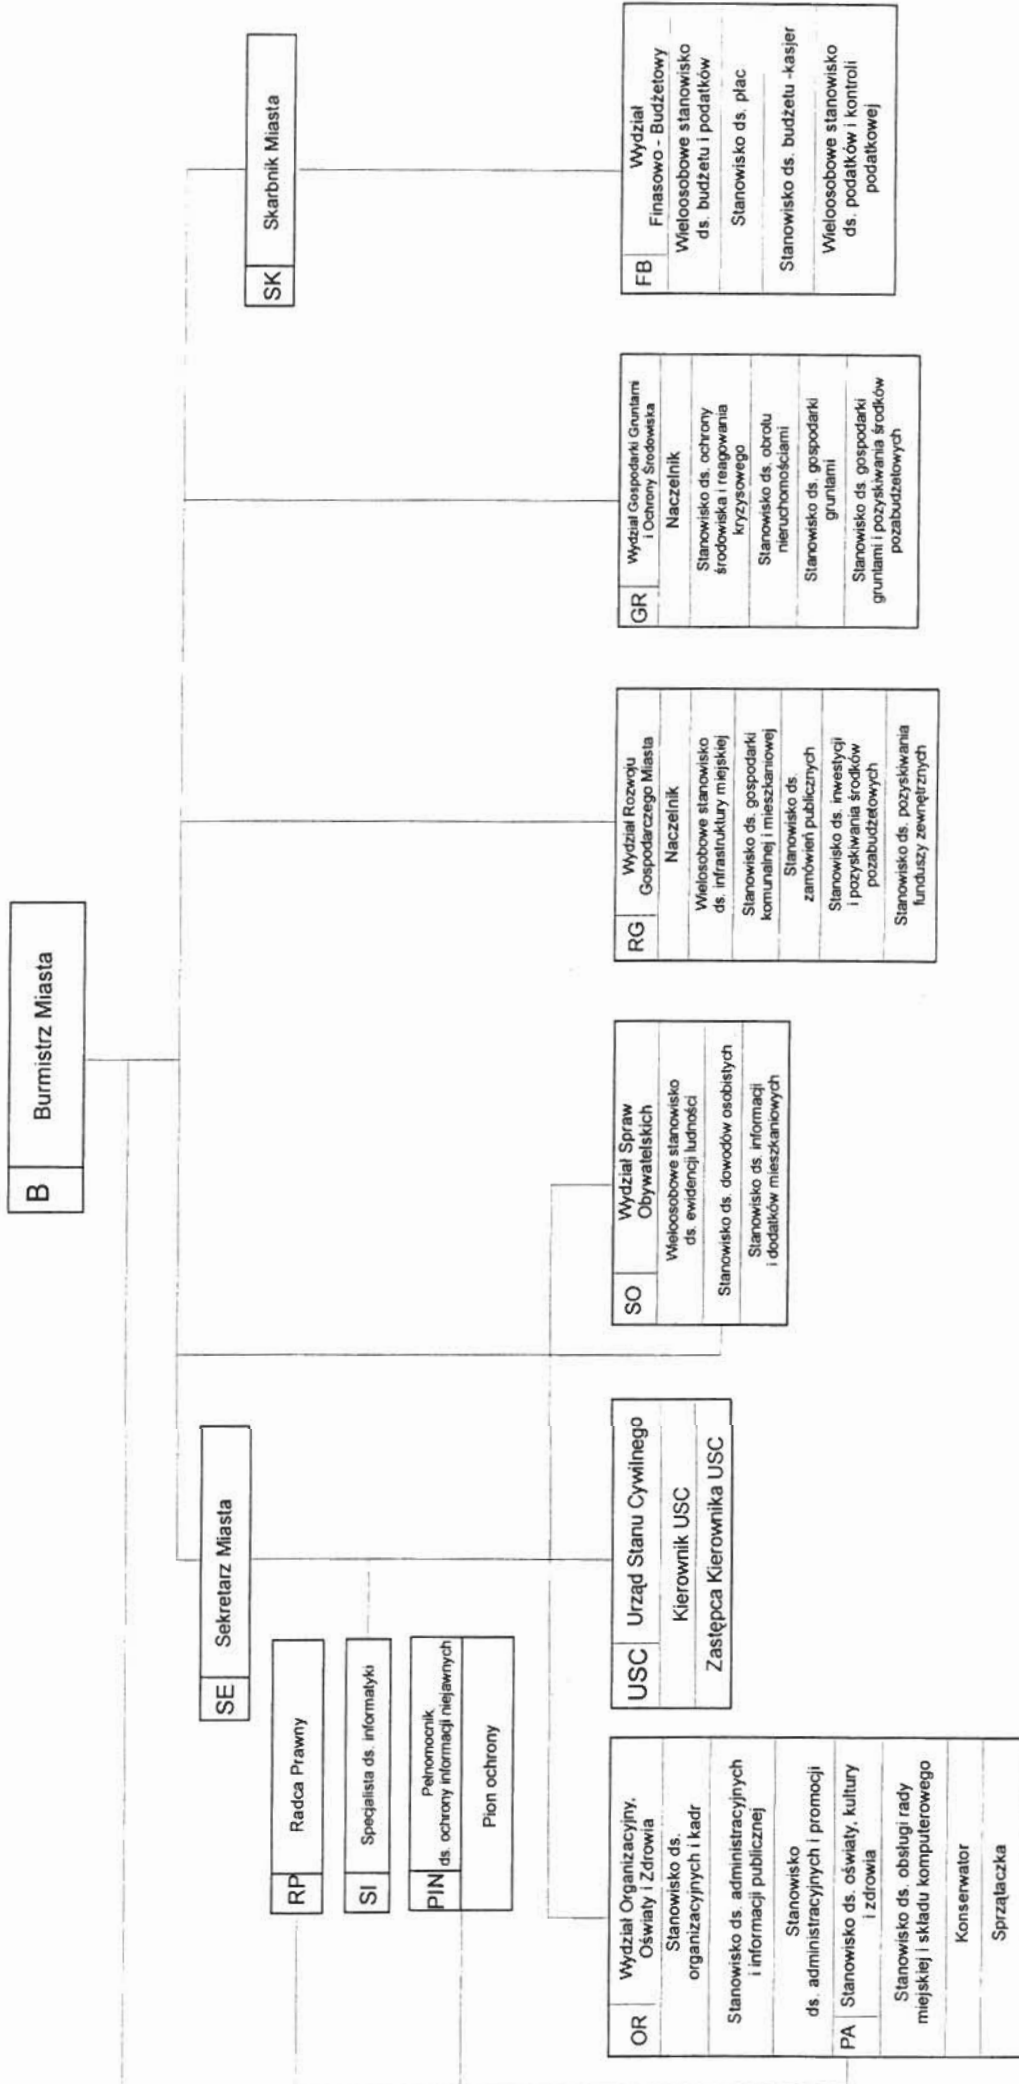 B
Burmistrz Miasta
SE
Sekretarz Miasta
SK
Skarbnik Miasta
RP
Radca Prawny
SI
Specjalista ds. informatyki
PIN
Pełnomocnik
ds. ochrony informacji niejawnych
Pion ochrony
OR
Wydział Organizacyjny,
Oświaty i Zdrowia
Stanowisko ds.
organizacyjnych i kadr
Stanowisko ds. administracyjnych
i informacji publicznej
Stanowisko
ds. administracyjnych i promocji
PA
Stanowisko ds. oświaty, kultury
i zdrowia
Stanowisko ds. obsługi rady
miejskiej i składu komputerowego
Konserwator
Sprzątaczka
USC
Urząd Stanu Cywilnego
Kierownik USC
Zastępca Kierownika USC
SO
Wydział Spraw
Obywatelskich
Wieloosobowe stanowisko
ds. ewidencji ludności
Stanowisko ds. dowodów osobistych
Stanowisko ds. informacji
i dodatków mieszkaniowych
RG
Wydział Rozwoju
Gospodarczego Miasta
Naczelnik
Wielosobowe stanowisko
ds. infrastruktury miejskiej
Stanowisko ds. gospodarki
komunalnej i mieszkaniowej
Stanowisko ds.
zamówień publicznych
Stanowisko ds. inwestycji
i pozyskiwania środków
pozabudżetowych
Stanowisko ds. pozyskiwania
funduszy zewnętrznych
GR
Wydział Gospodarki Gruntami
i Ochrony Środowiska
Naczelnik
Stanowisko ds. ochrony
środowiska i reagowania
kryzysowego
Stanowisko ds. obrotu
nieruchomościami
Stanowisko ds. gospodarki
gruntami
Stanowisko ds. gospodarki
gruntami i pozyskiwania środków
pozabudżetowych
FB
Wydział
Finasowo - Budżetowy
Wieloosobowe stanowisko
ds. budżetu i podatków
Stanowisko ds. płac
Stanowisko ds. budżetu -kasjer
Wieloosobowe stanowisko
ds. podatków i kontroli
podatkowej